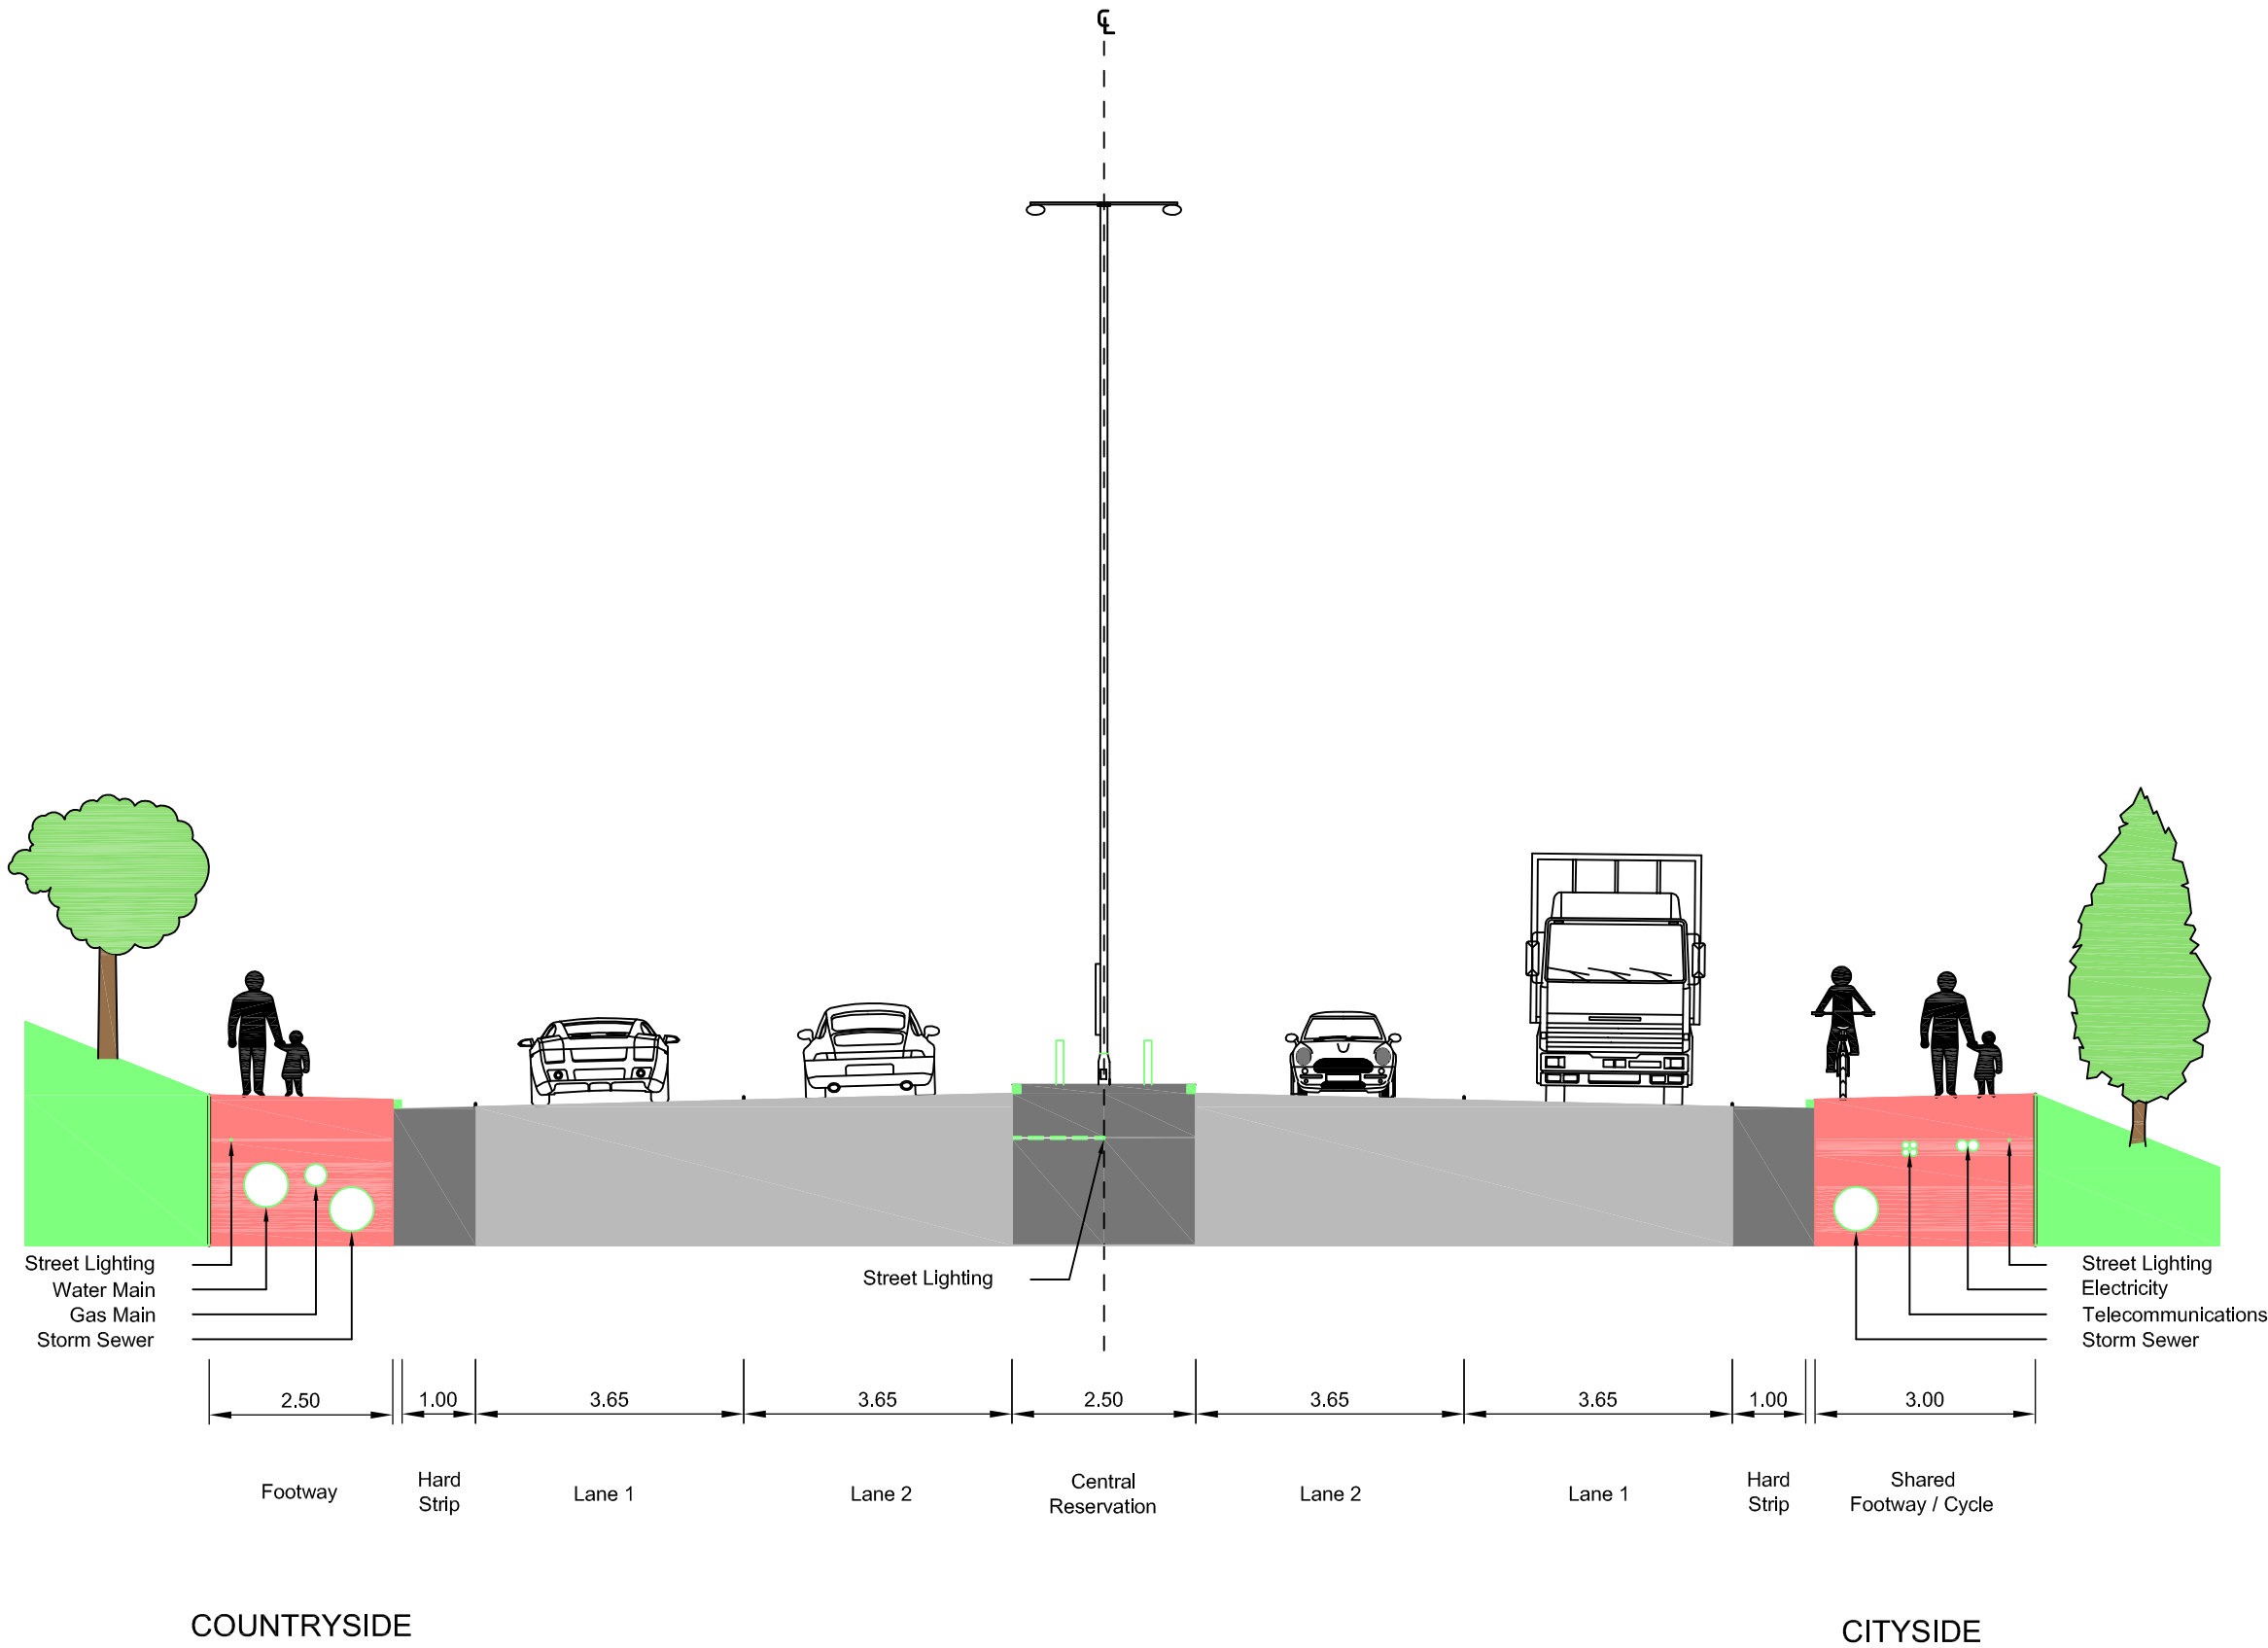 ℄
Street Lighting
Water Main
Gas Main
Storm Sewer
Street Lighting
Street Lighting
Electricity
Telecommunications
Storm Sewer
2.50
1.00
3.65
3.65
2.50
3.65
3.65
1.00
3.00
Footway
Hard
Strip
Lane 1
Lane 2
Central
Reservation
Lane 2
Lane 1
Hard
Strip
Shared
Footway / Cycle
COUNTRYSIDE
CITYSIDE